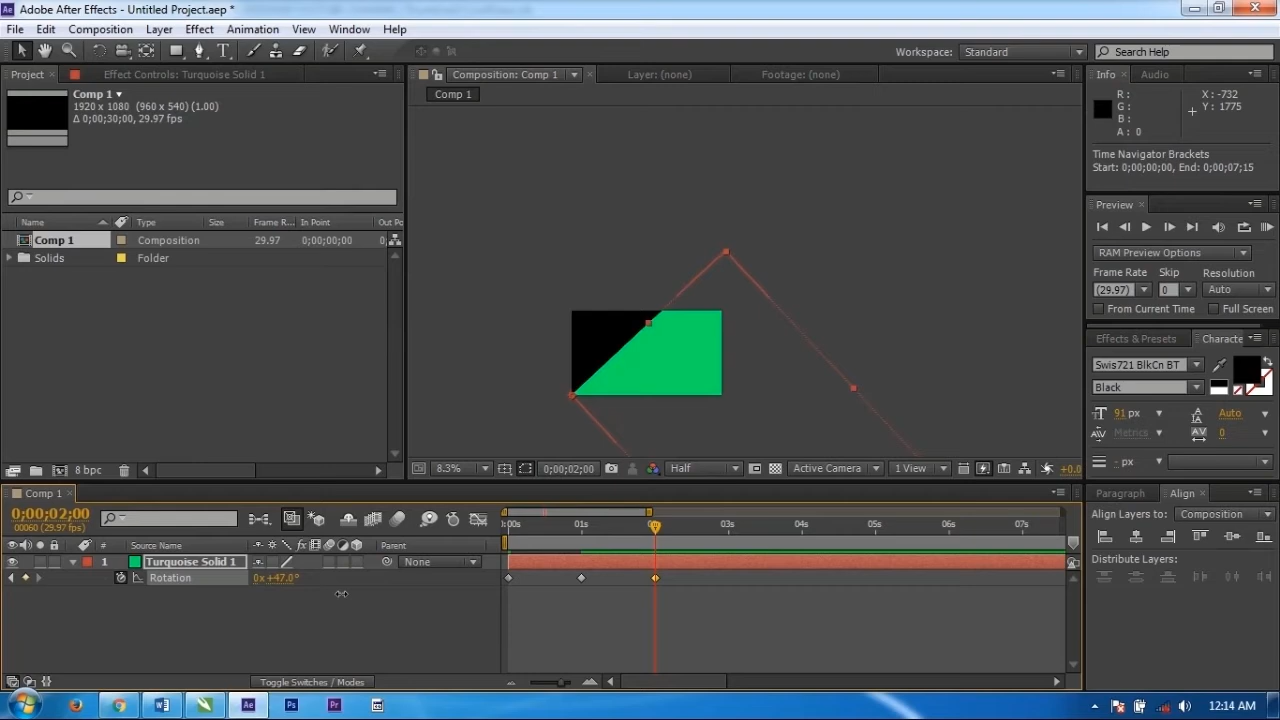 Adobe After Effects - Untitled Project.aep *
File Edit Composition Layer Effect Animation View Window Help
Workspace: Standard Search Help
Project Effect Controls: Turquoise Solid 1 Composition: Comp 1 Layer: (none) Footage: (none) Info Audio
Comp 1
1920 x 1080 (960 x 540) (1.00)
Δ 0;00;30;00, 29.97 fps
Comp 1
R : X : -732
G : Y : 1775
B :
A : 0
Time Navigator Brackets
Start: 0;00;00;00, End: 0;00;07;15
Name Type Size Frame R... In Point Out Po
Comp 1 Composition 29.97 0;00;00;00 0;
Solids Folder
Preview
RAM Preview Options
Frame Rate Skip Resolution
(29.97) 0 Auto
From Current Time Full Screen
Effects & Presets Characte
Swis721 BlkCn BT
Black
91 px Auto
Metrics 0
- px
8 bpc 8.3% 0;00;02;00 Half Active Camera 1 View +0.0
Comp 1
0;00;02;00
00060 (29.97 fps)
:00s 01s 03s 04s 05s 06s 07s
# Source Name fx Parent
1 Turquoise Solid 1 None
Rotation 0x +47.0°
Toggle Switches / Modes
Paragraph Align
Align Layers to: Composition
Distribute Layers:
Ae Ps Pr 12:14 AM